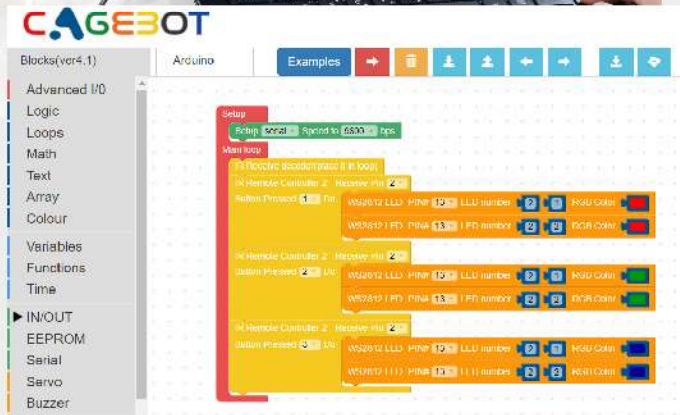 CAGEBOT
Blocks(ver4.1)
Arduino
Examples
Advanced I/0
Logic
Loops
Math
Text
Array
Colour
Variables
Functions
Time
IN/OUT
EEPROM
Serial
Servo
Buzzer
Setup
Setup serial Speed to 9600 bps
Main loop
IR Receive decoder(place it in loop)
IR Remote Controller 2 Receive Pin 2
Button Pressed 1 Do WS2812 LED PIN# 13 LED number 2 1 RGB Color
WS2812 LED PIN# 13 LED number 2 2 RGB Color
IR Remote Controller 2 Receive Pin 2
Button Pressed 2 Do WS2812 LED PIN# 13 LED number 2 1 RGB Color
WS2812 LED PIN# 13 LED number 2 2 RGB Color
IR Remote Controller 2 Receive Pin 2
Button Pressed 3 Do WS2812 LED PIN# 13 LED number 2 1 RGB Color
WS2812 LED PIN# 13 LED number 2 RGB Color